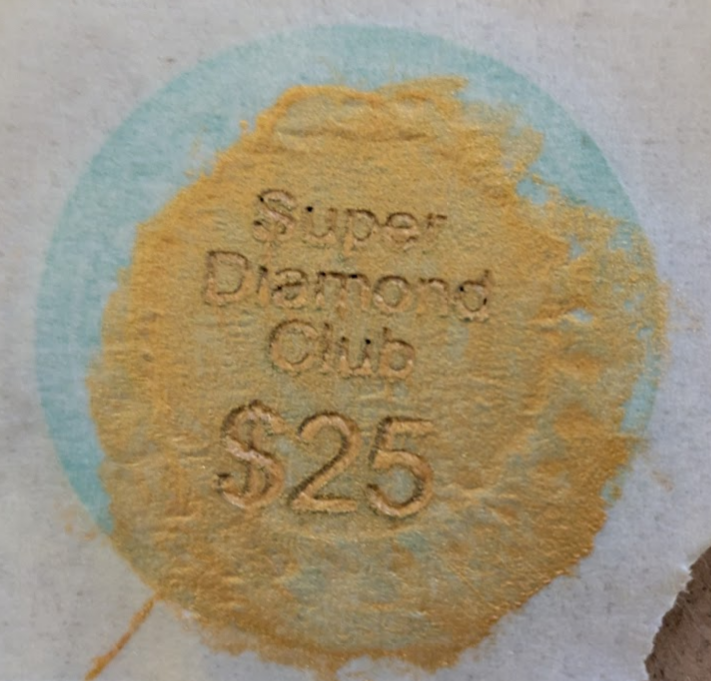 Super
Diamond
Club
$25